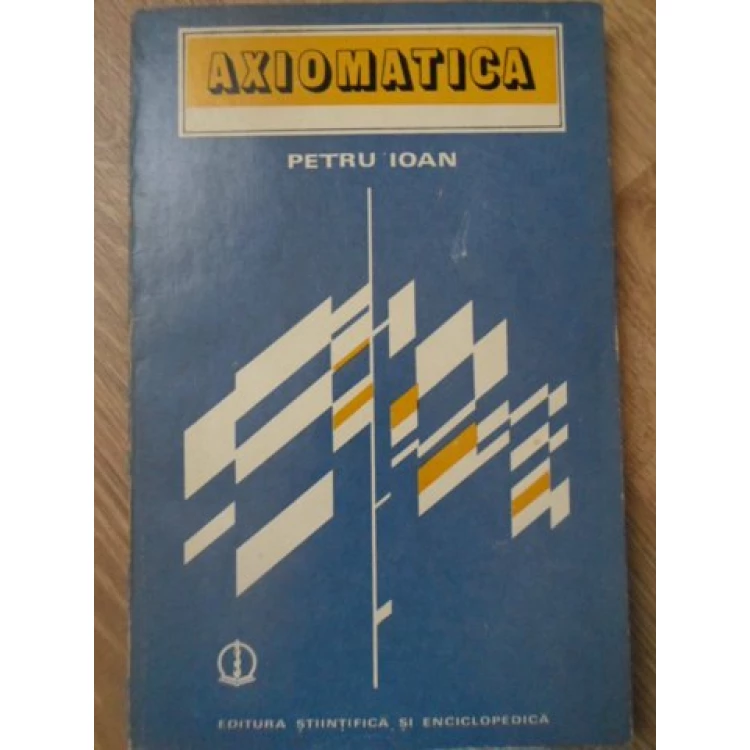 AXIOMATICA
PETRU IOAN
EDITURA ŞTIINŢIFICĂ ŞI ENCICLOPEDICĂ